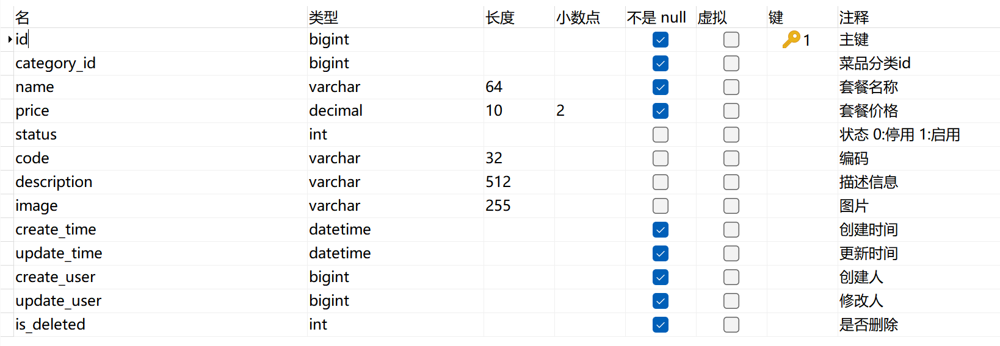 名 类型 长度 小数点 不是 null 虚拟 键 注释
id bigint 1 主键
category_id bigint 菜品分类id
name varchar 64 套餐名称
price decimal 10 2 套餐价格
status int 状态 0:停用 1:启用
code varchar 32 编码
description varchar 512 描述信息
image varchar 255 图片
create_time datetime 创建时间
update_time datetime 更新时间
create_user bigint 创建人
update_user bigint 修改人
is_deleted int 是否删除